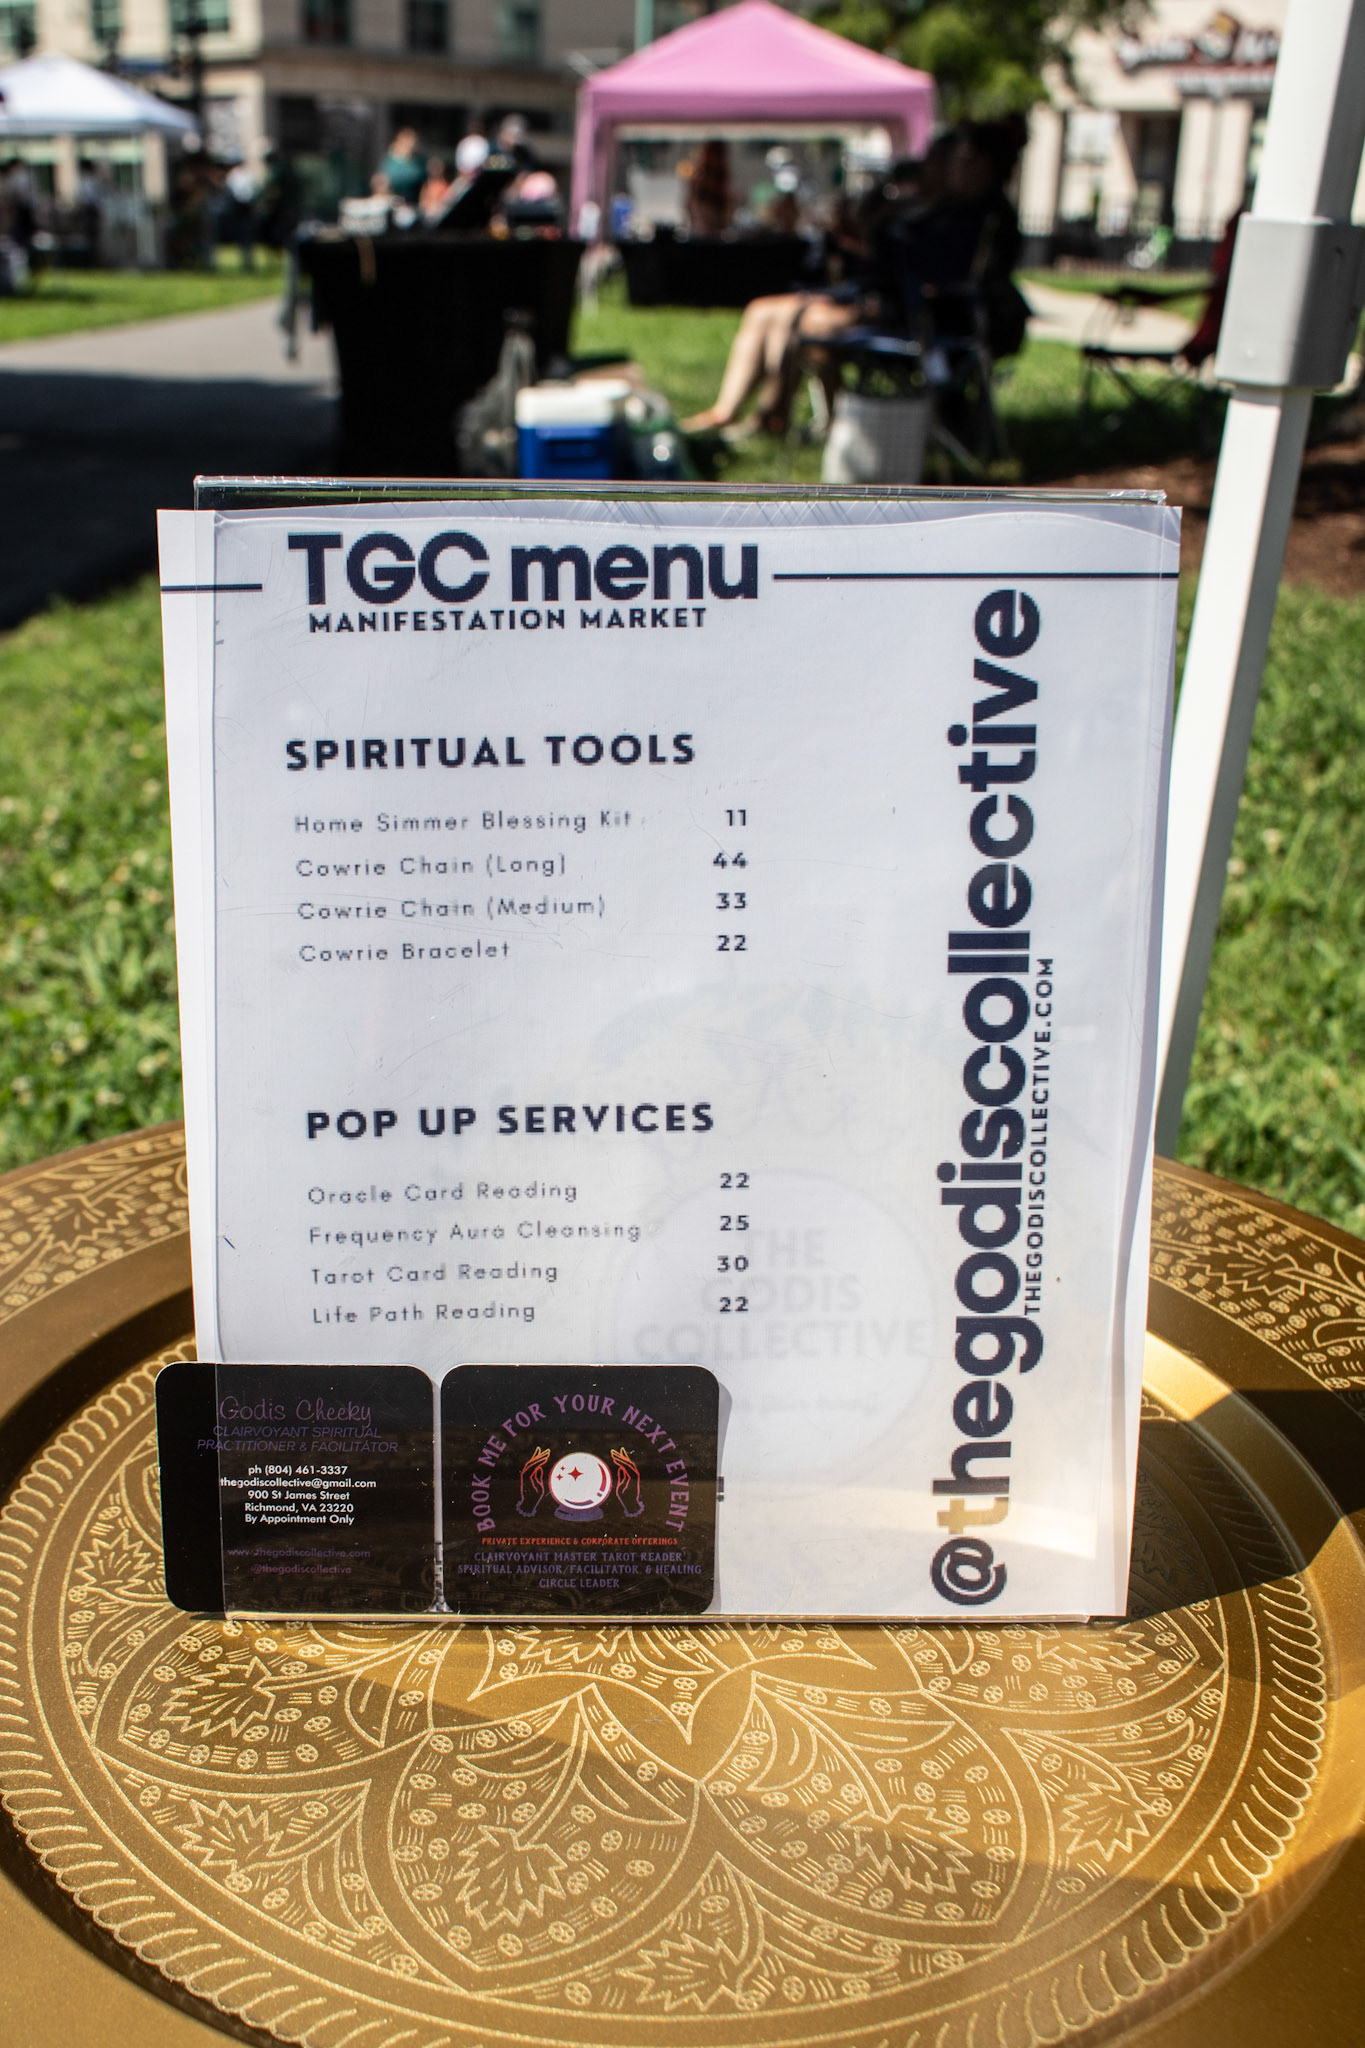 TGC menu
MANIFESTATION MARKET
SPIRITUAL TOOLS
Home Simmer Blessing Kit 11
Cowrie Chain (Long) 44
Cowrie Chain (Medium) 33
Cowrie Bracelet 22
POP UP SERVICES
Oracle Card Reading 22
Frequency Aura Cleansing 25
Tarot Card Reading 30
Life Path Reading 22
@thegodiscollective
THEGODISCOLLECTIVE.COM
THE
GODIS
COLLECTIVE
Godis Cheeky
CLAIRVOYANT SPIRITUAL
PRACTITIONER & FACILITATOR
ph (804) 461-3337
thegodiscollective@gmail.com
900 St James Street
Richmond, VA 23220
By Appointment Only
www.thegodiscollective.com
@thegodiscollective
BOOK ME FOR YOUR NEXT EVENT
PRIVATE EXPERIENCE & CORPORATE OFFERINGS
CLAIRVOYANT MASTER TAROT READER
SPIRITUAL ADVISOR/FACILITATOR & HEALING
CIRCLE LEADER